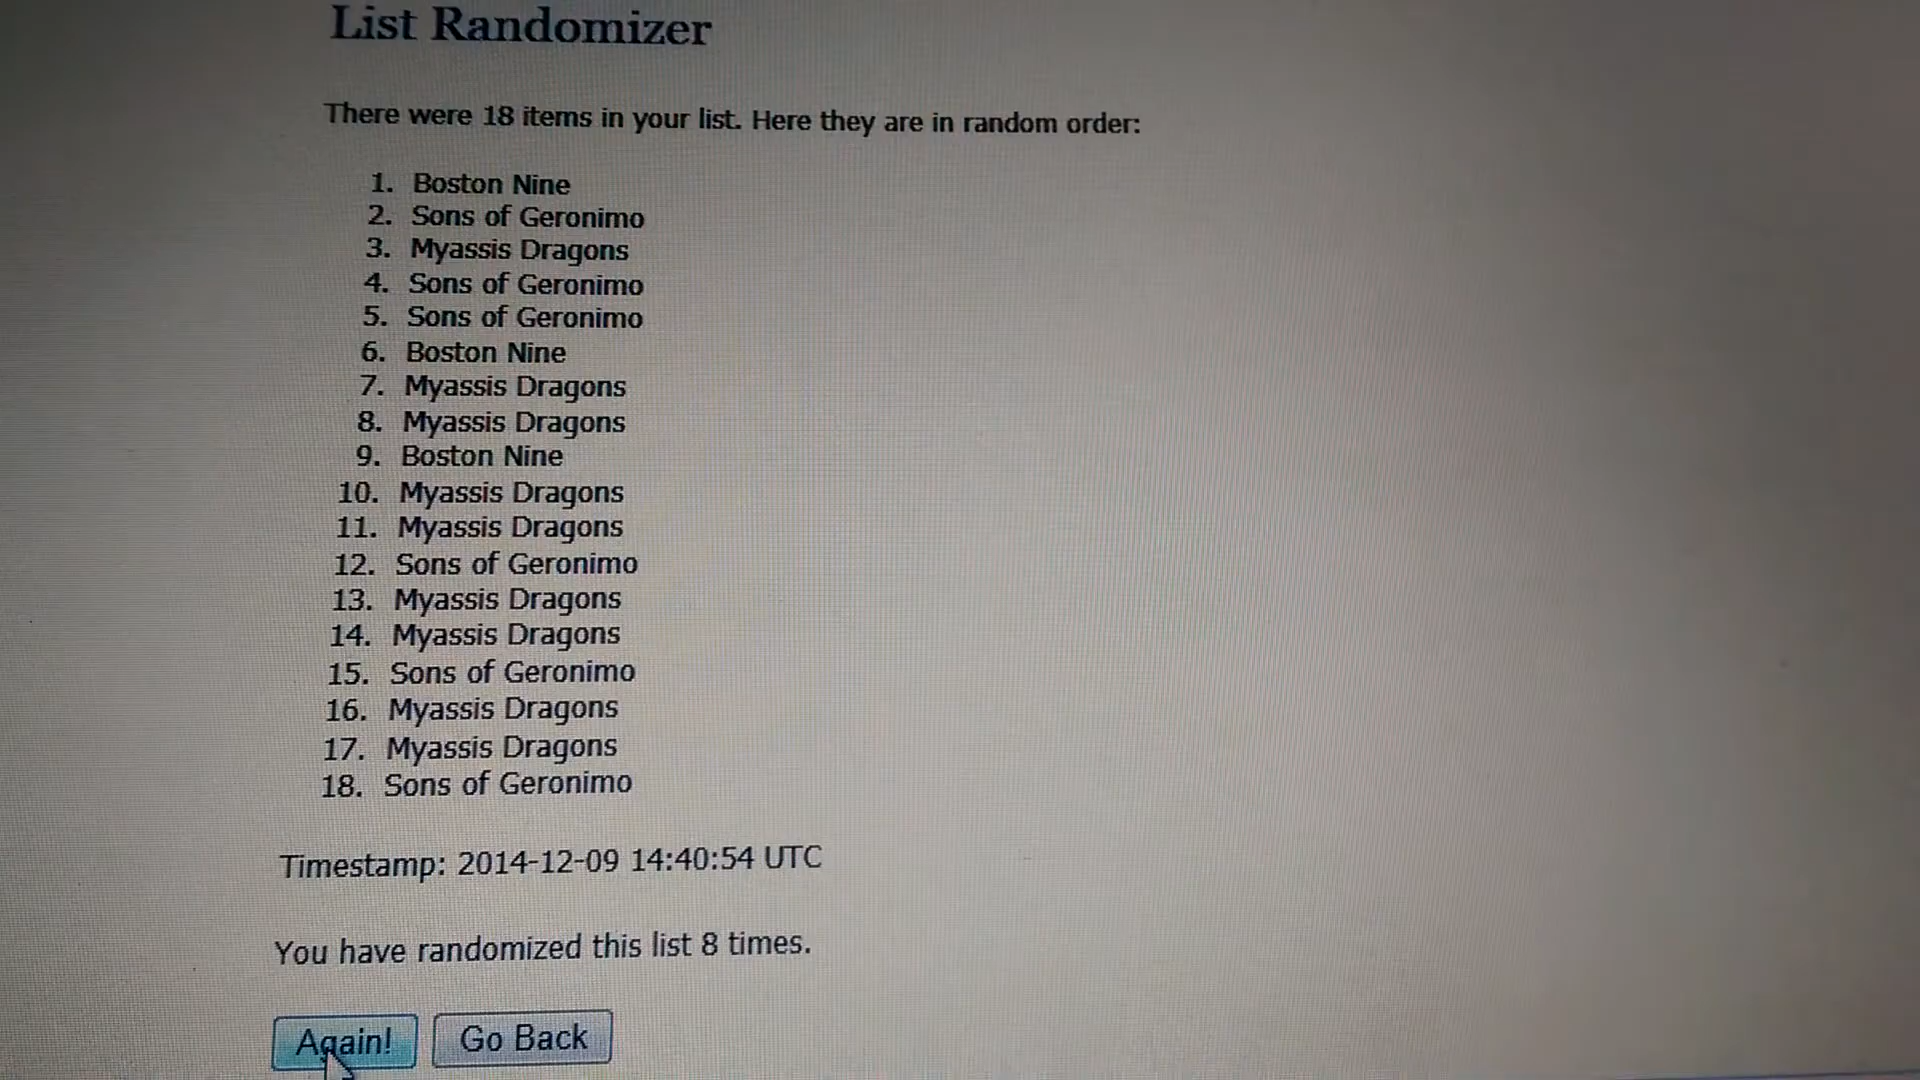 List Randomizer
There were 18 items in your list. Here they are in random order:
1. Boston Nine
2. Sons of Geronimo
3. Myassis Dragons
4. Sons of Geronimo
5. Sons of Geronimo
6. Boston Nine
7. Myassis Dragons
8. Myassis Dragons
9. Boston Nine
10. Myassis Dragons
11. Myassis Dragons
12. Sons of Geronimo
13. Myassis Dragons
14. Myassis Dragons
15. Sons of Geronimo
16. Myassis Dragons
17. Myassis Dragons
18. Sons of Geronimo
Timestamp: 2014-12-09 14:40:54 UTC
You have randomized this list 8 times.
Again! Go Back